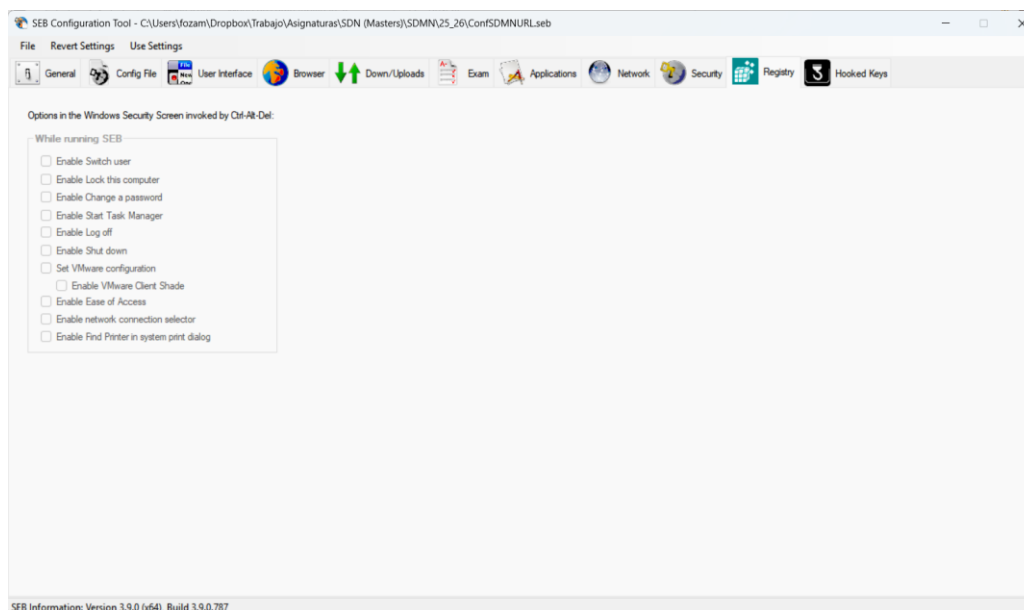 SEB Configuration Tool - C:\Users\fozam\Dropbox\Trabajo\Asignaturas\SDN (Masters)\SDMN\25_26\ConfSDMNURL.seb
File Revert Settings Use Settings
General Config File User Interface Browser Down/Uploads Exam Applications Network Security Registry Hooked Keys
Options in the Windows Security Screen invoked by Ctrl-Alt-Del:
While running SEB
Enable Switch user
Enable Lock this computer
Enable Change a password
Enable Start Task Manager
Enable Log off
Enable Shut down
Set VMware configuration
Enable VMware Client Shade
Enable Ease of Access
Enable network connection selector
Enable Find Printer in system print dialog
SEB Information: Version 3.9.0 (x64), Build 3.9.0.787